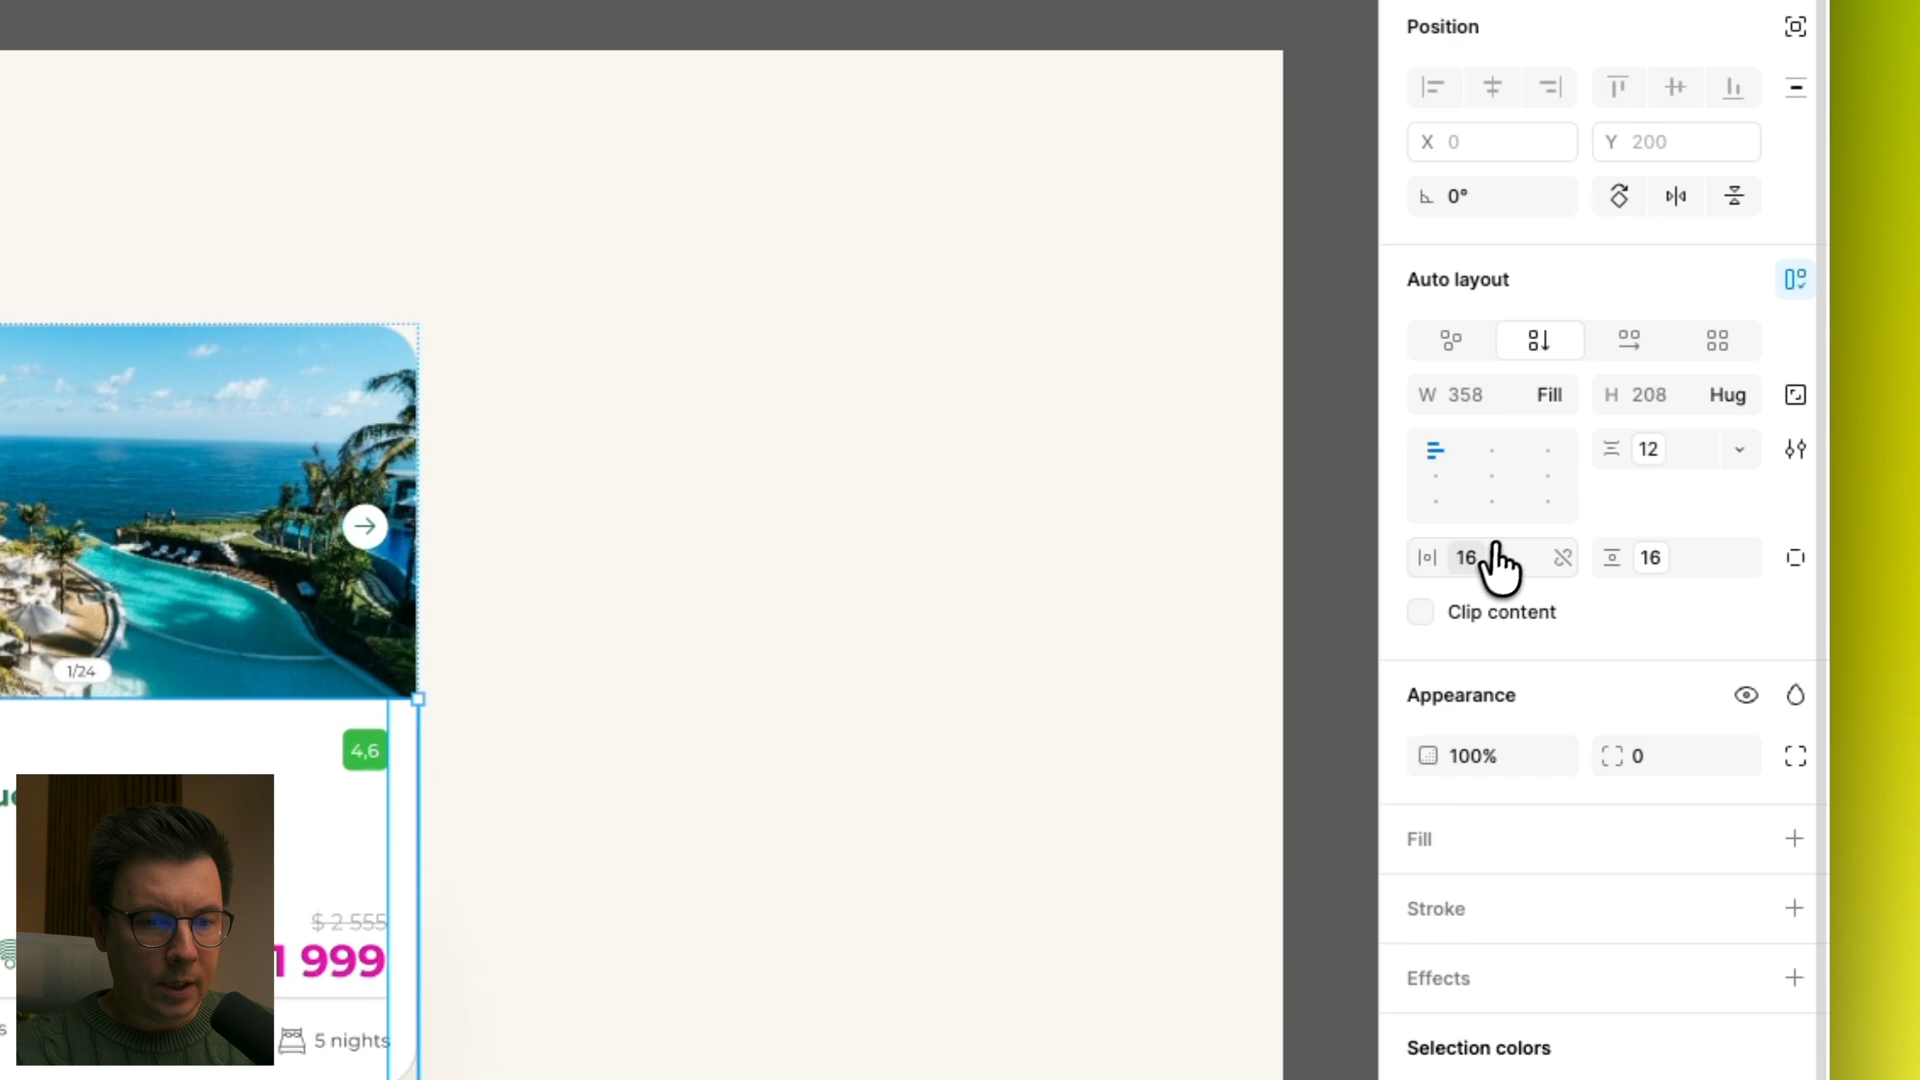 Position
X 0
Y 200
0°
Auto layout
W 358 Fill
H 208 Hug
12
16
16
Clip content
Appearance
100%
0
Fill
Stroke
Effects
Selection colors
1/24
4,6
$ 2 555
1 999
5 nights